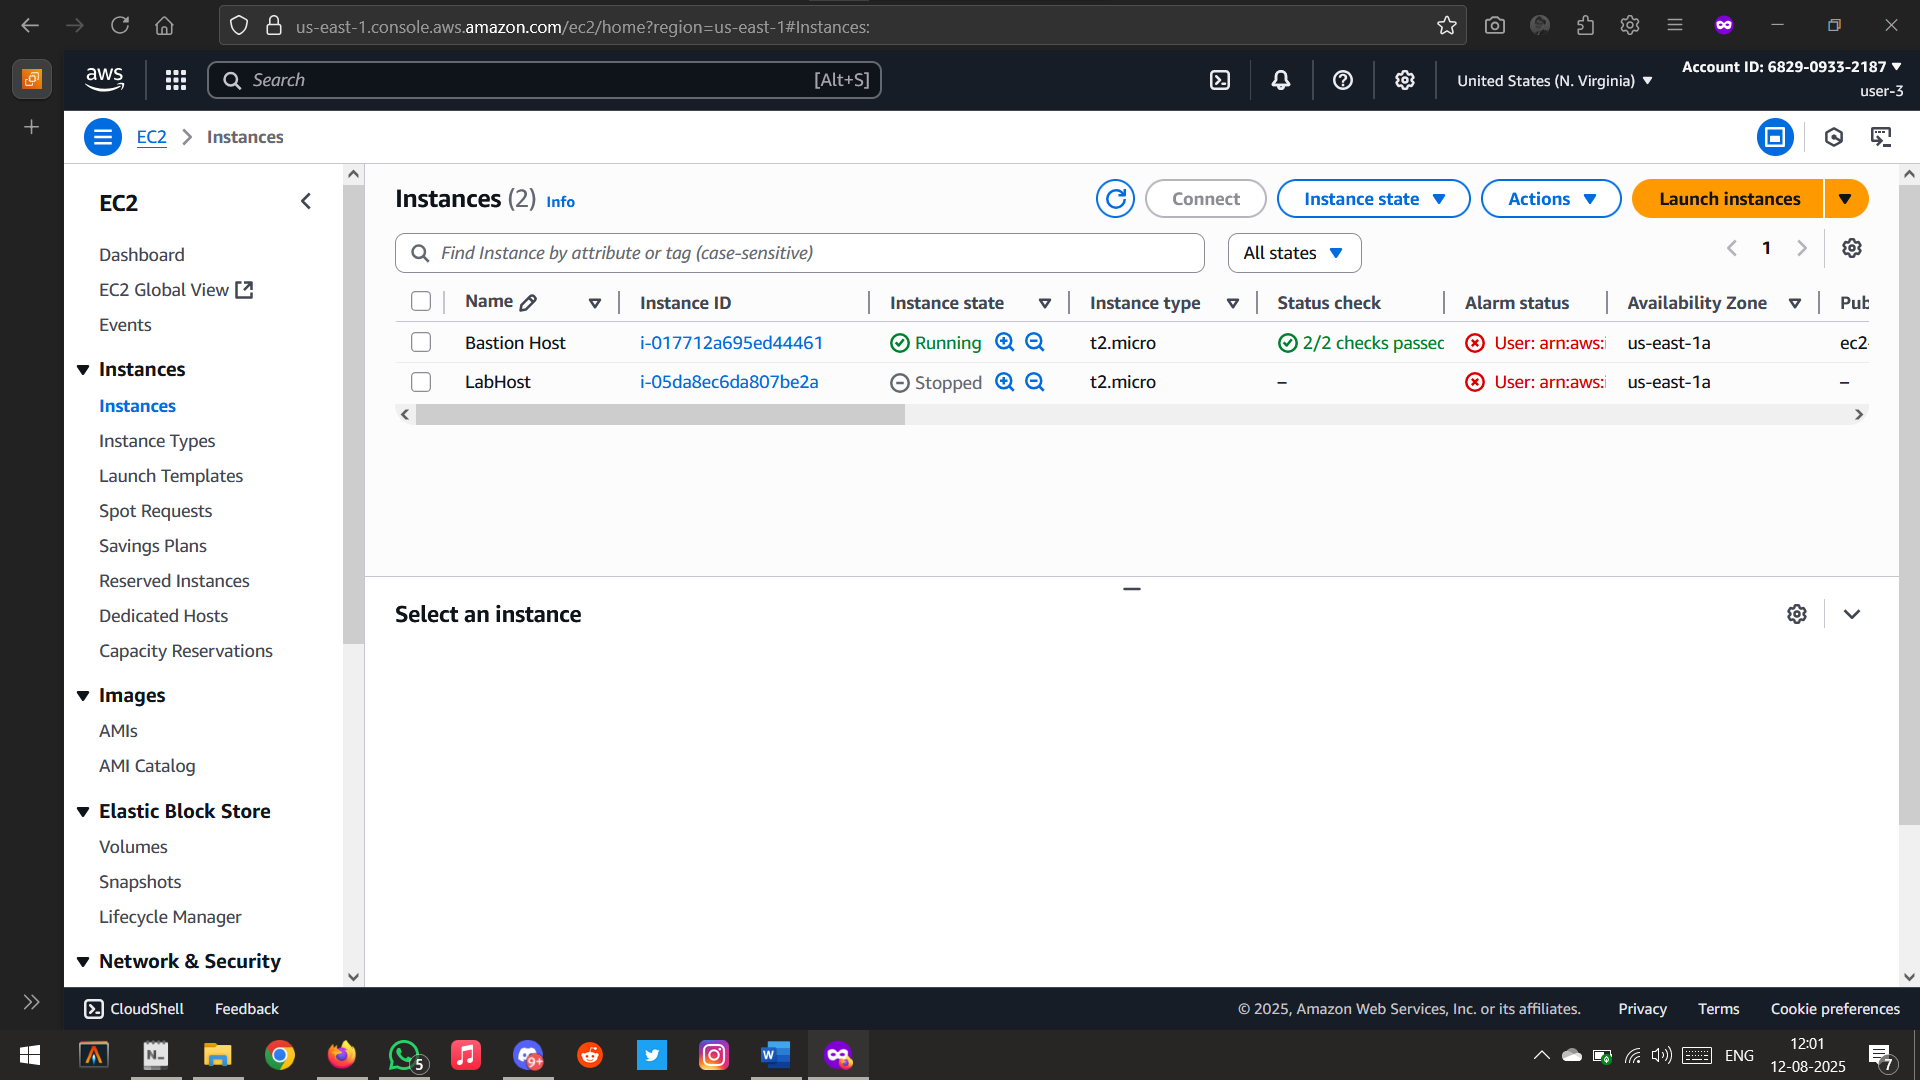 us-east-1.console.aws.amazon.com/ec2/home?region=us-east-1#Instances:
aws
Search
[Alt+S]
United States (N. Virginia)
Account ID: 6829-0933-2187
user-3
EC2
Instances
EC2
Dashboard
EC2 Global View
Events
Instances
Instances
Instance Types
Launch Templates
Spot Requests
Savings Plans
Reserved Instances
Dedicated Hosts
Capacity Reservations
Images
AMIs
AMI Catalog
Elastic Block Store
Volumes
Snapshots
Lifecycle Manager
Network & Security
Instances (2) Info
Connect
Instance state
Actions
Launch instances
Find Instance by attribute or tag (case-sensitive)
All states
1
Name Instance ID Instance state Instance type Status check Alarm status Availability Zone Pub
Bastion Host i-017712a695ed44461 Running t2.micro 2/2 checks passec User: arn:aws:i us-east-1a ec2-
LabHost i-05da8ec6da807be2a Stopped t2.micro – User: arn:aws:i us-east-1a –
Select an instance
CloudShell
Feedback
© 2025, Amazon Web Services, Inc. or its affiliates.
Privacy
Terms
Cookie preferences
N_
5
9+
W
ENG
12:01
12-08-2025
7